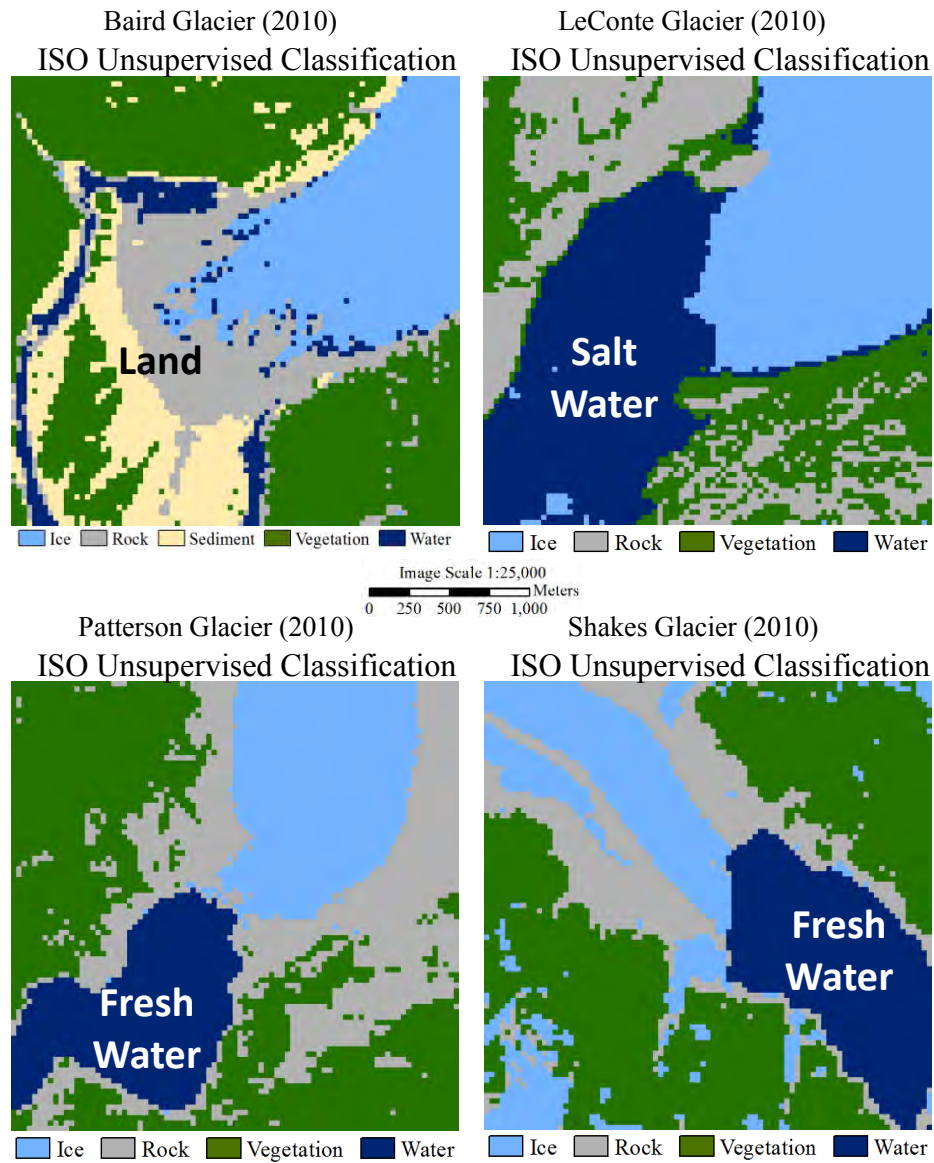 Baird Glacier (2010)
ISO Unsupervised Classification
Land
Ice Rock Sediment Vegetation Water
LeConte Glacier (2010)
ISO Unsupervised Classification
Salt
Water
Ice Rock Vegetation Water
Image Scale 1:25,000
Meters
0 250 500 750 1,000
Patterson Glacier (2010)
ISO Unsupervised Classification
Fresh
Water
Ice Rock Vegetation Water
Shakes Glacier (2010)
ISO Unsupervised Classification
Fresh
Water
Ice Rock Vegetation Water